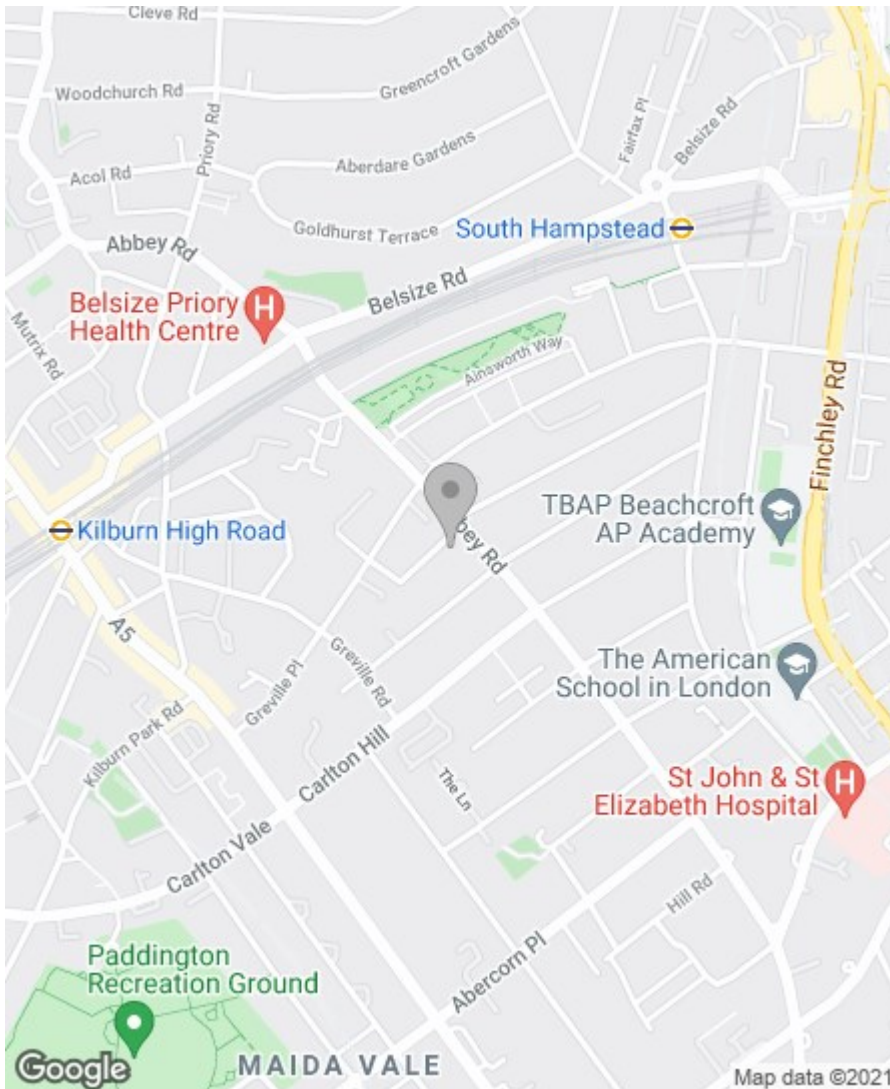 Cleve Rd
Greencroft Gardens
Woodchurch Rd
Priory Rd
Fairfax Pl
Belsize Rd
Aberdare Gardens
Acol Rd
Goldhurst Terrace
South Hampstead
Abbey Rd
Belsize Rd
Belsize Priory
Health Centre
Mutrix Rd
Ainsworth Way
Finchley Rd
TBAP Beachcroft
AP Academy
bey Rd
Kilburn High Road
A5
Greville Pl
Greville Rd
The American
School in London
Kilburn Park Rd
Carlton Hill
The Ln
St John & St
Elizabeth Hospital
Carlton Vale
Hill Rd
Abercorn Pl
Paddington
Recreation Ground
MAIDA VALE
Google
Map data ©2021